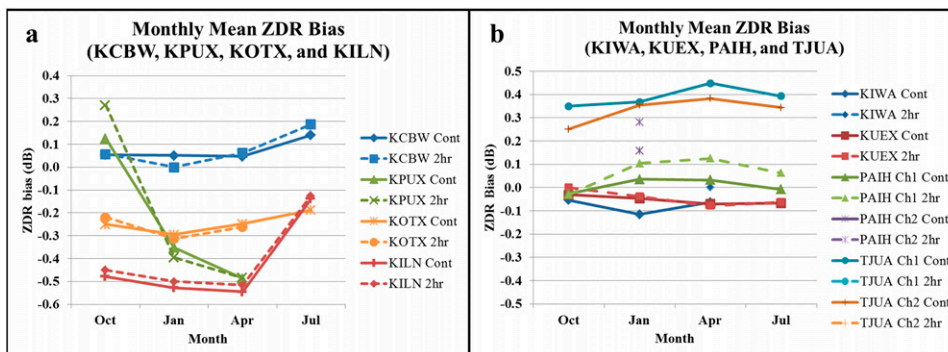 a
Monthly Mean ZDR Bias
(KCBW, KPUX, KOTX, and KILN)
ZDR bias (dB)
0.4
0.3
0.2
0.1
0.0
-0.1
-0.2
-0.3
-0.4
-0.5
-0.6
Oct Jan Apr Jul
Month
KCBW Cont
KCBW 2hr
KPUX Cont
KPUX 2hr
KOTX Cont
KOTX 2hr
KILN Cont
KILN 2hr
b
Monthly Mean ZDR Bias
(KIWA, KUEX, PAIH, and TJUA)
ZDR Bias (dB)
0.5
0.4
0.3
0.2
0.1
0.0
-0.1
-0.2
-0.3
-0.4
-0.5
Oct Jan Apr Jul
Month
KIWA Cont
KIWA 2hr
KUEX Cont
KUEX 2hr
PAIH Ch1 Cont
PAIH Ch1 2hr
PAIH Ch2 Cont
PAIH Ch2 2hr
TJUA Ch1 Cont
TJUA Ch1 2hr
TJUA Ch2 Cont
TJUA Ch2 2hr